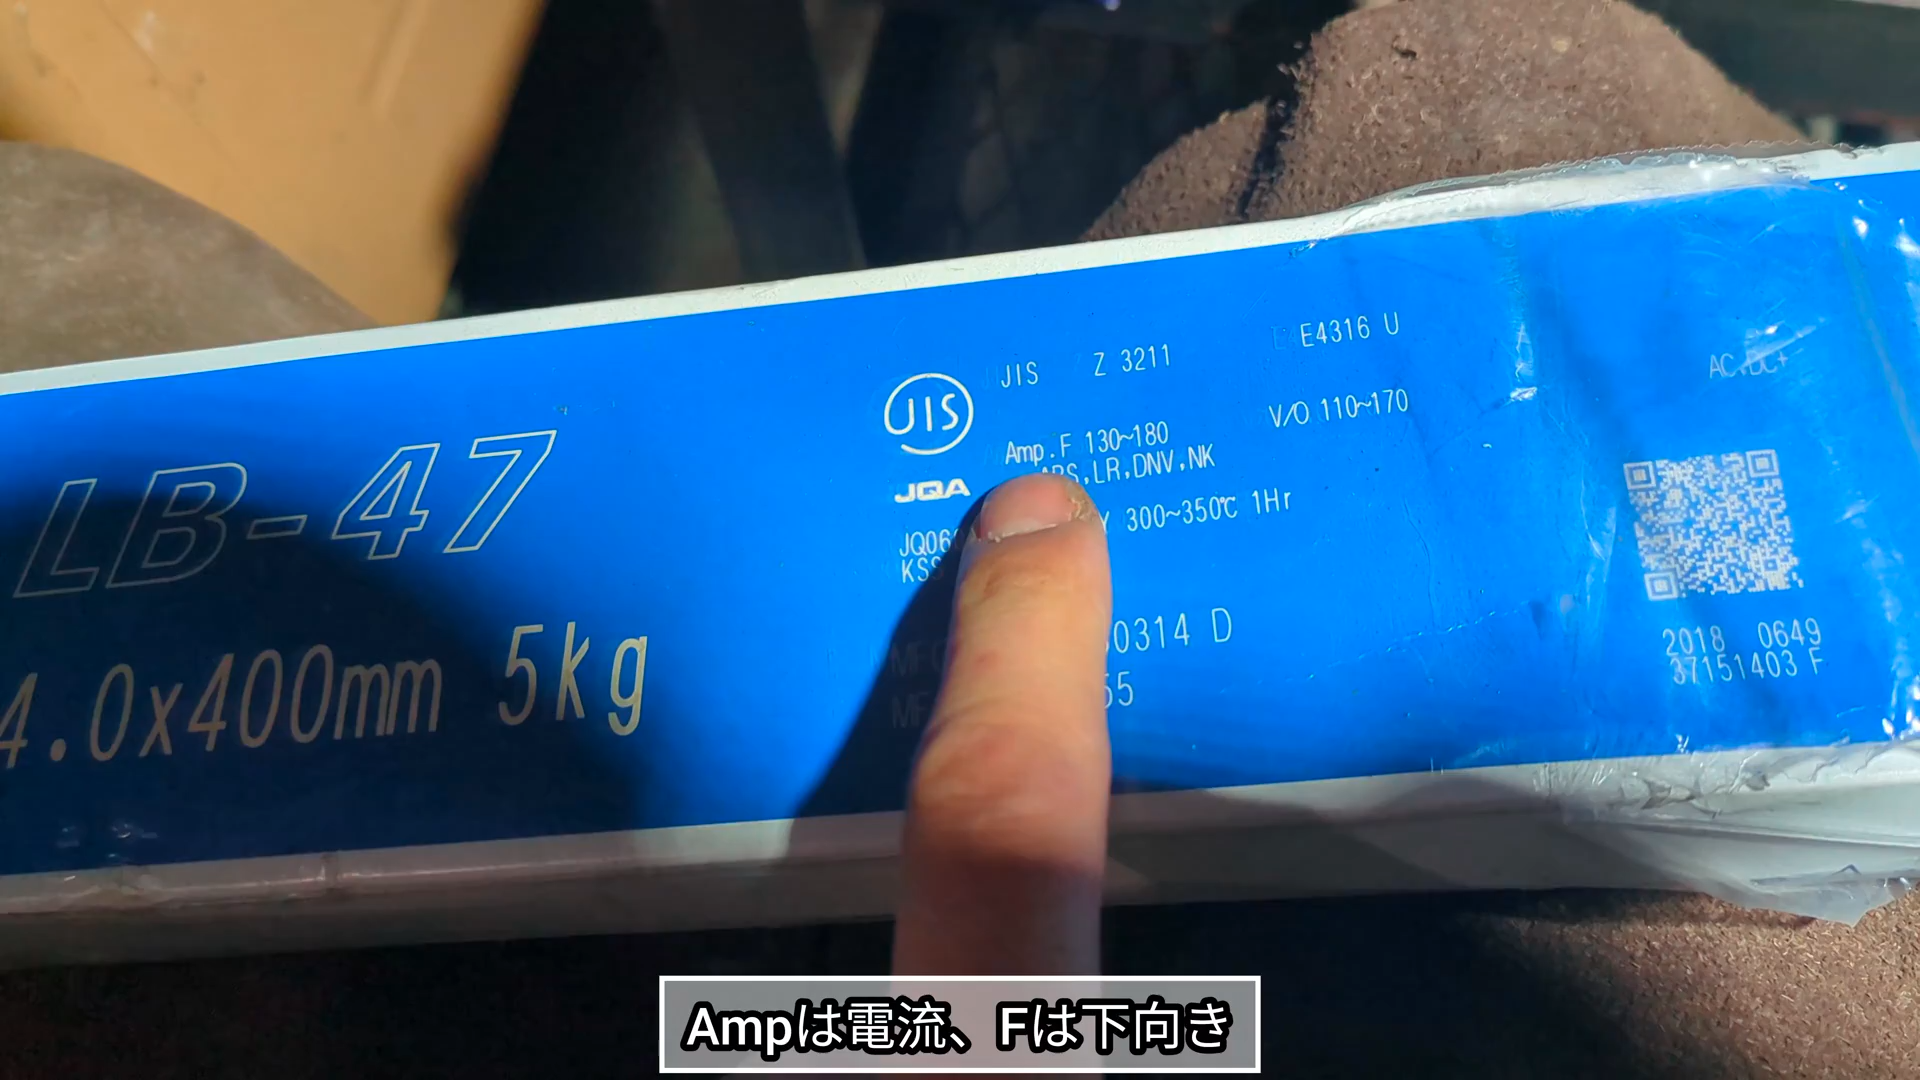 LB-47
4.0x400mm 5kg
JIS
JQA
JIS Z 3211 E4316 U
Amp.F 130~180 V/O 110~170
,LR,DNV,NK
300~350℃ 1Hr
0314 D
55
AC,DC+
2018 0649
37151403 F
Ampは電流、Fは下向き